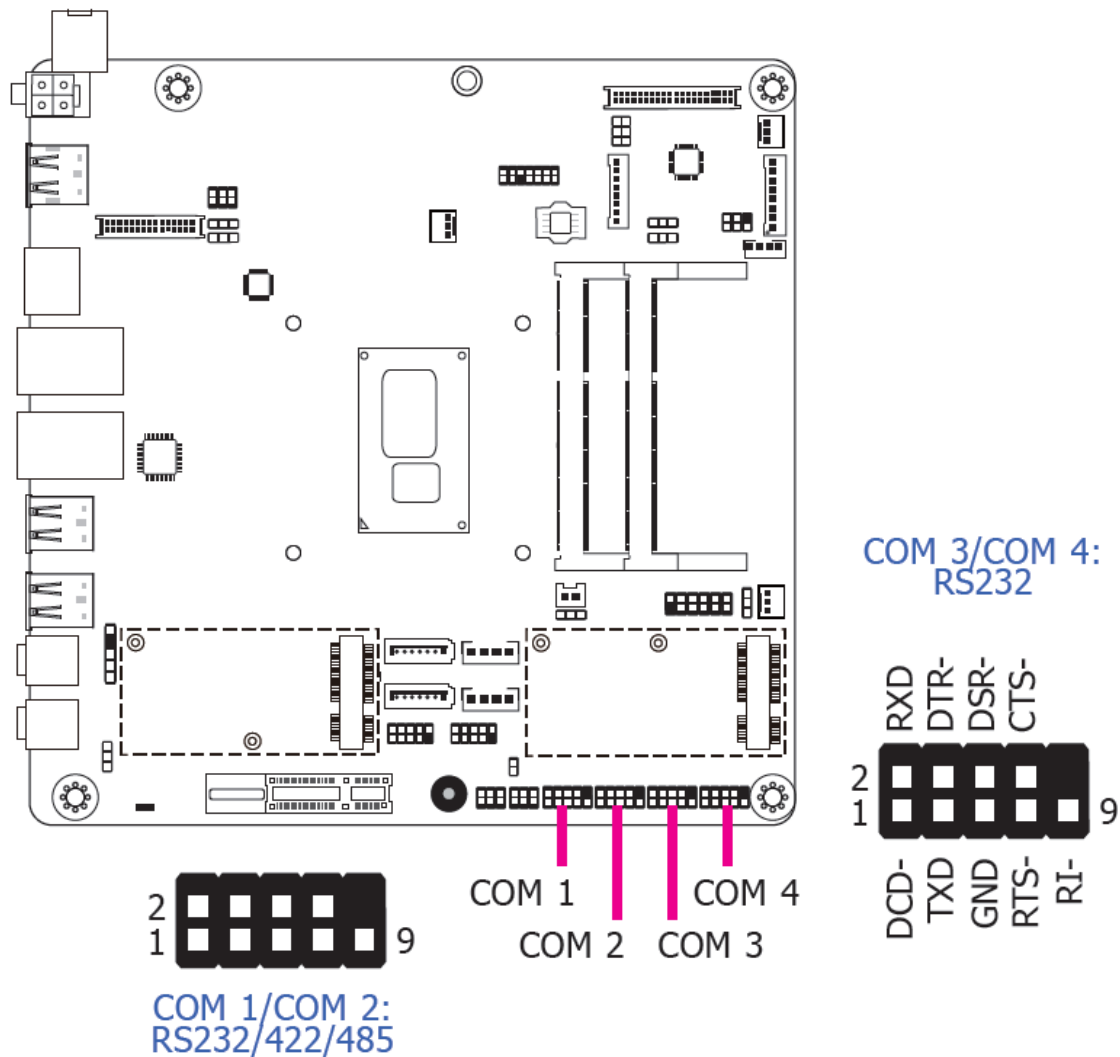 COM 3/COM 4:
RS232
RXD
DTR-
DSR-
CTS-
2
1
9
DCD-
TXD
GND
RTS-
RI-
COM 1
COM 4
COM 2
COM 3
2
1
9
COM 1/COM 2:
RS232/422/485